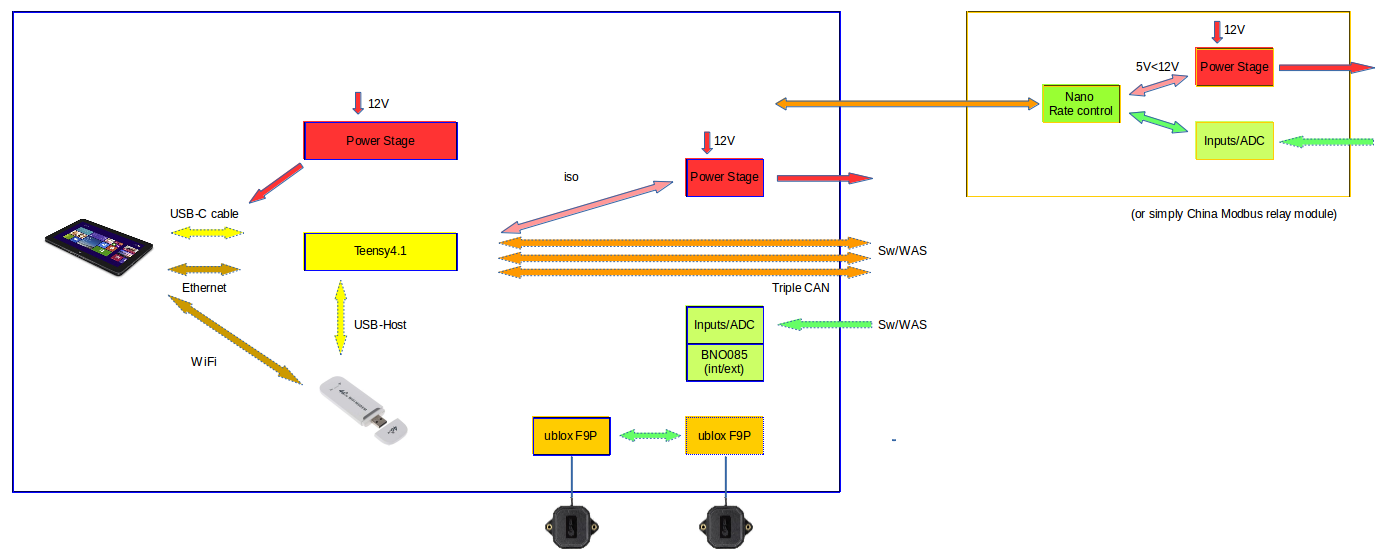 12V
Power Stage
USB-C cable
Teensy4.1
Ethernet
USB-Host
WiFi
iso
12V
Power Stage
Sw/WAS
Triple CAN
Inputs/ADC
Sw/WAS
BNO085
(int/ext)
ublox F9P
ublox F9P
12V
5V<12V
Power Stage
Nano
Rate control
Inputs/ADC
(or simply China Modbus relay module)